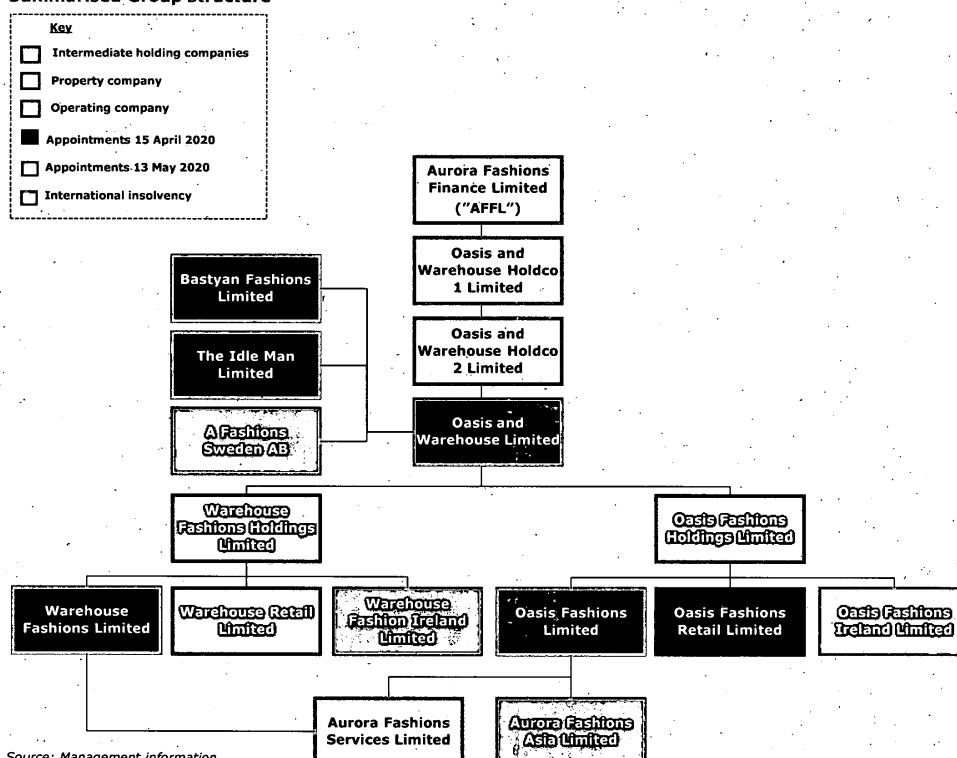 Summarised Group Structure
Key
Intermediate holding companies
Property company
Operating company
Appointments 15 April 2020
Appointments 13 May 2020
International insolvency
Aurora Fashions
Finance Limited
("AFFL")
Oasis and
Warehouse Holdco
1 Limited
Bastyan Fashions
Limited
Oasis and
Warehouse Holdco
2 Limited
The Idle Man
Limited
A Fashions
Sweden AB
Oasis and
Warehouse Limited
Warehouse
Fashions Holdings
Limited
Oasis Fashions
Holdings Limited
Warehouse
Fashions Limited
Warehouse Retail
Limited
Warehouse
Fashion Ireland
Limited
Oasis Fashions
Limited
Oasis Fashions
Retail Limited
Oasis Fashions
Ireland Limited
Aurora Fashions
Services Limited
Aurora Fashions
Asia Limited
Source: Management information